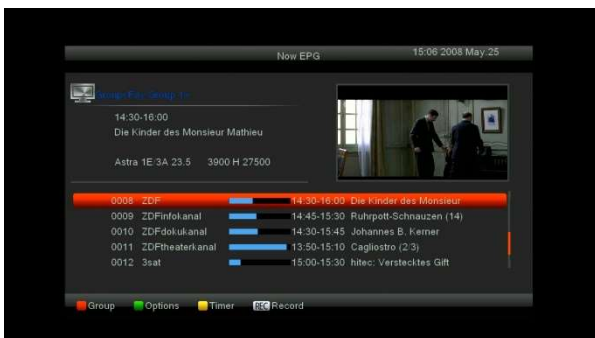 Now EPG
15:06 2008 May.25
14:30-16:00
Die Kinder des Monsieur Mathieu
Astra 1E/3A 23.5 3900 H 27500
0008 ZDF 14:30-16:00 Die Kinder des Monsieur
0009 ZDFinfokanal 14:45-15:30 Ruhrpott-Schnauzen (14)
0010 ZDFdokukanal 14:30-15:45 Johannes B. Kerner
0011 ZDFtheaterkanal 13:50-15:10 Cagliostro (2/3)
0012 3sat 15:00-15:30 hitec: Verstecktes Gift
Group Options Timer REC Record